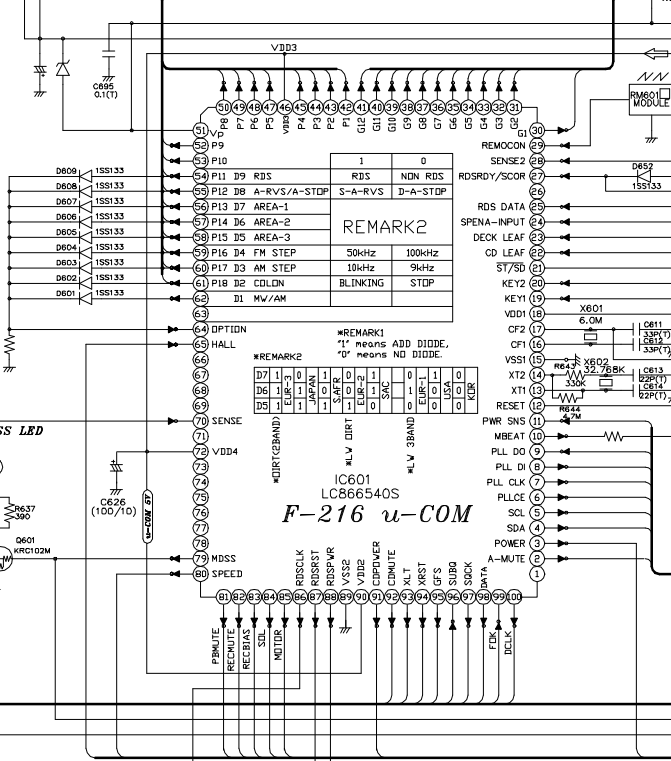 VDD3
C695
0.1(T)
RM601
MODULE
50 49 48 47 46 45 44 43 42 41 40 39 38 37 36 35 34 33 32 31
P8 P7 P6 P5 VDD3 P4 P3 P2 P1 G12 G11 G10 G9 G8 G7 G6 G5 G4 G3 G2
51 VP G1 30
52 P9 REMOCON 29
53 P10 SENSE2 28
D609 1SS133 54 P11 D9 RDS RDSRDY/SCOR 27 D652
1SS133
D608 1SS133 55 P12 D8 A-RVS/A-STOP 26
D607 1SS133 56 P13 D7 AREA-1 RDS DATA 25
D606 1SS133 57 P14 D6 AREA-2 SPENA-INPUT 24
D605 1SS133 58 P15 D5 AREA-3 DECK LEAF 23
D604 1SS133 59 P16 D4 FM STEP CD LEAF 22
D603 1SS133 60 P17 D3 AM STEP ST/SD 21
D602 1SS133 61 P18 D2 COLON KEY2 20
D601 1SS133 62 D1 MW/AM KEY1 19
1 0
RDS NON RDS
S-A-RVS D-A-STOP
REMARK2
50kHz 100kHz
10kHz 9kHz
BLINKING STOP
63 VDD1 18
64 OPTION CF2 17
65 HALL CF1 16
66 VSS1 15
67 XT2 14
68 XT1 13
69 RESET 12
70 SENSE PWR SNS 11
71 MBEAT 10
72 VDD4 PLL DO 9
73 PLL DI 8
74 PLL CLK 7
75 PLLCE 6
76 SCL 5
77 SDA 4
78 POWER 3
79 MDSS A-MUTE 2
80 SPEED 1
X601
6.0M
C611
33P(T)
C612
33P(T)
X602
32.768K
R643
330K
C613
22P(T)
C614
22P(T)
R644
4.7M
*REMARK1
"1" means ADD DIODE,
"0" means NO DIODE.
*REMARK2
D7 1 0 1 0 1 0 0
D6 1 0 0 1 0 1 0
D5 1 1 0 1 0 0 0
EUR-3 JAPAN S.AFR EUR-2 SAC EUR-1 USA KOR
*OIRT(2BAND)
*LW OIRT
*LW 3BAND
IC601
LC866540S
F-216 u-COM
SS LED
C626
(100/10)
u-COM 5V
R637
390
Q601
KRC102M
RDSCLK RDSRST RDSPWR VSS2 VDD2 CDPOWER CDMUTE XLT XRST GFS SUBQ SQCK DATA
81 82 83 84 85 86 87 88 89 90 91 92 93 94 95 96 97 98 99 100
PBMUTE RECMUTE RECBIAS SOL MOTOR FOK DCLK